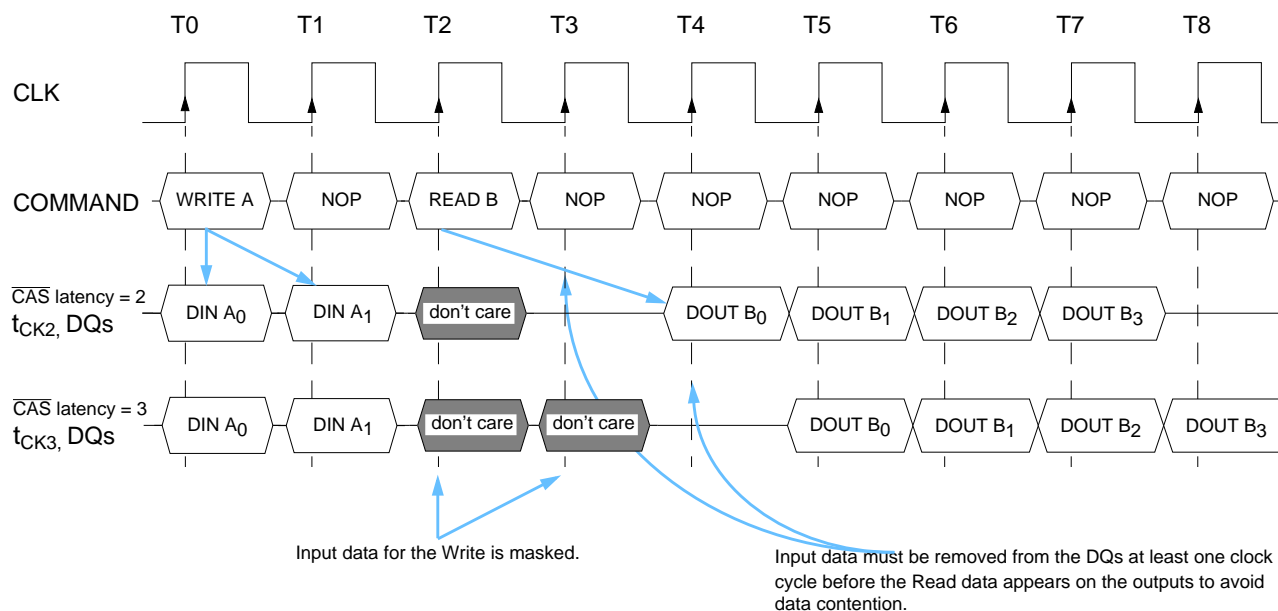 T0 T1 T2 T3 T4 T5 T6 T7 T8
CLK
COMMAND WRITE A NOP READ B NOP NOP NOP NOP NOP NOP
CAS latency = 2
tCK2, DQs DIN A0 DIN A1 don't care DOUT B0 DOUT B1 DOUT B2 DOUT B3
CAS latency = 3
tCK3, DQs DIN A0 DIN A1 don't care don't care DOUT B0 DOUT B1 DOUT B2 DOUT B3
Input data for the Write is masked.
Input data must be removed from the DQs at least one clock
cycle before the Read data appears on the outputs to avoid
data contention.